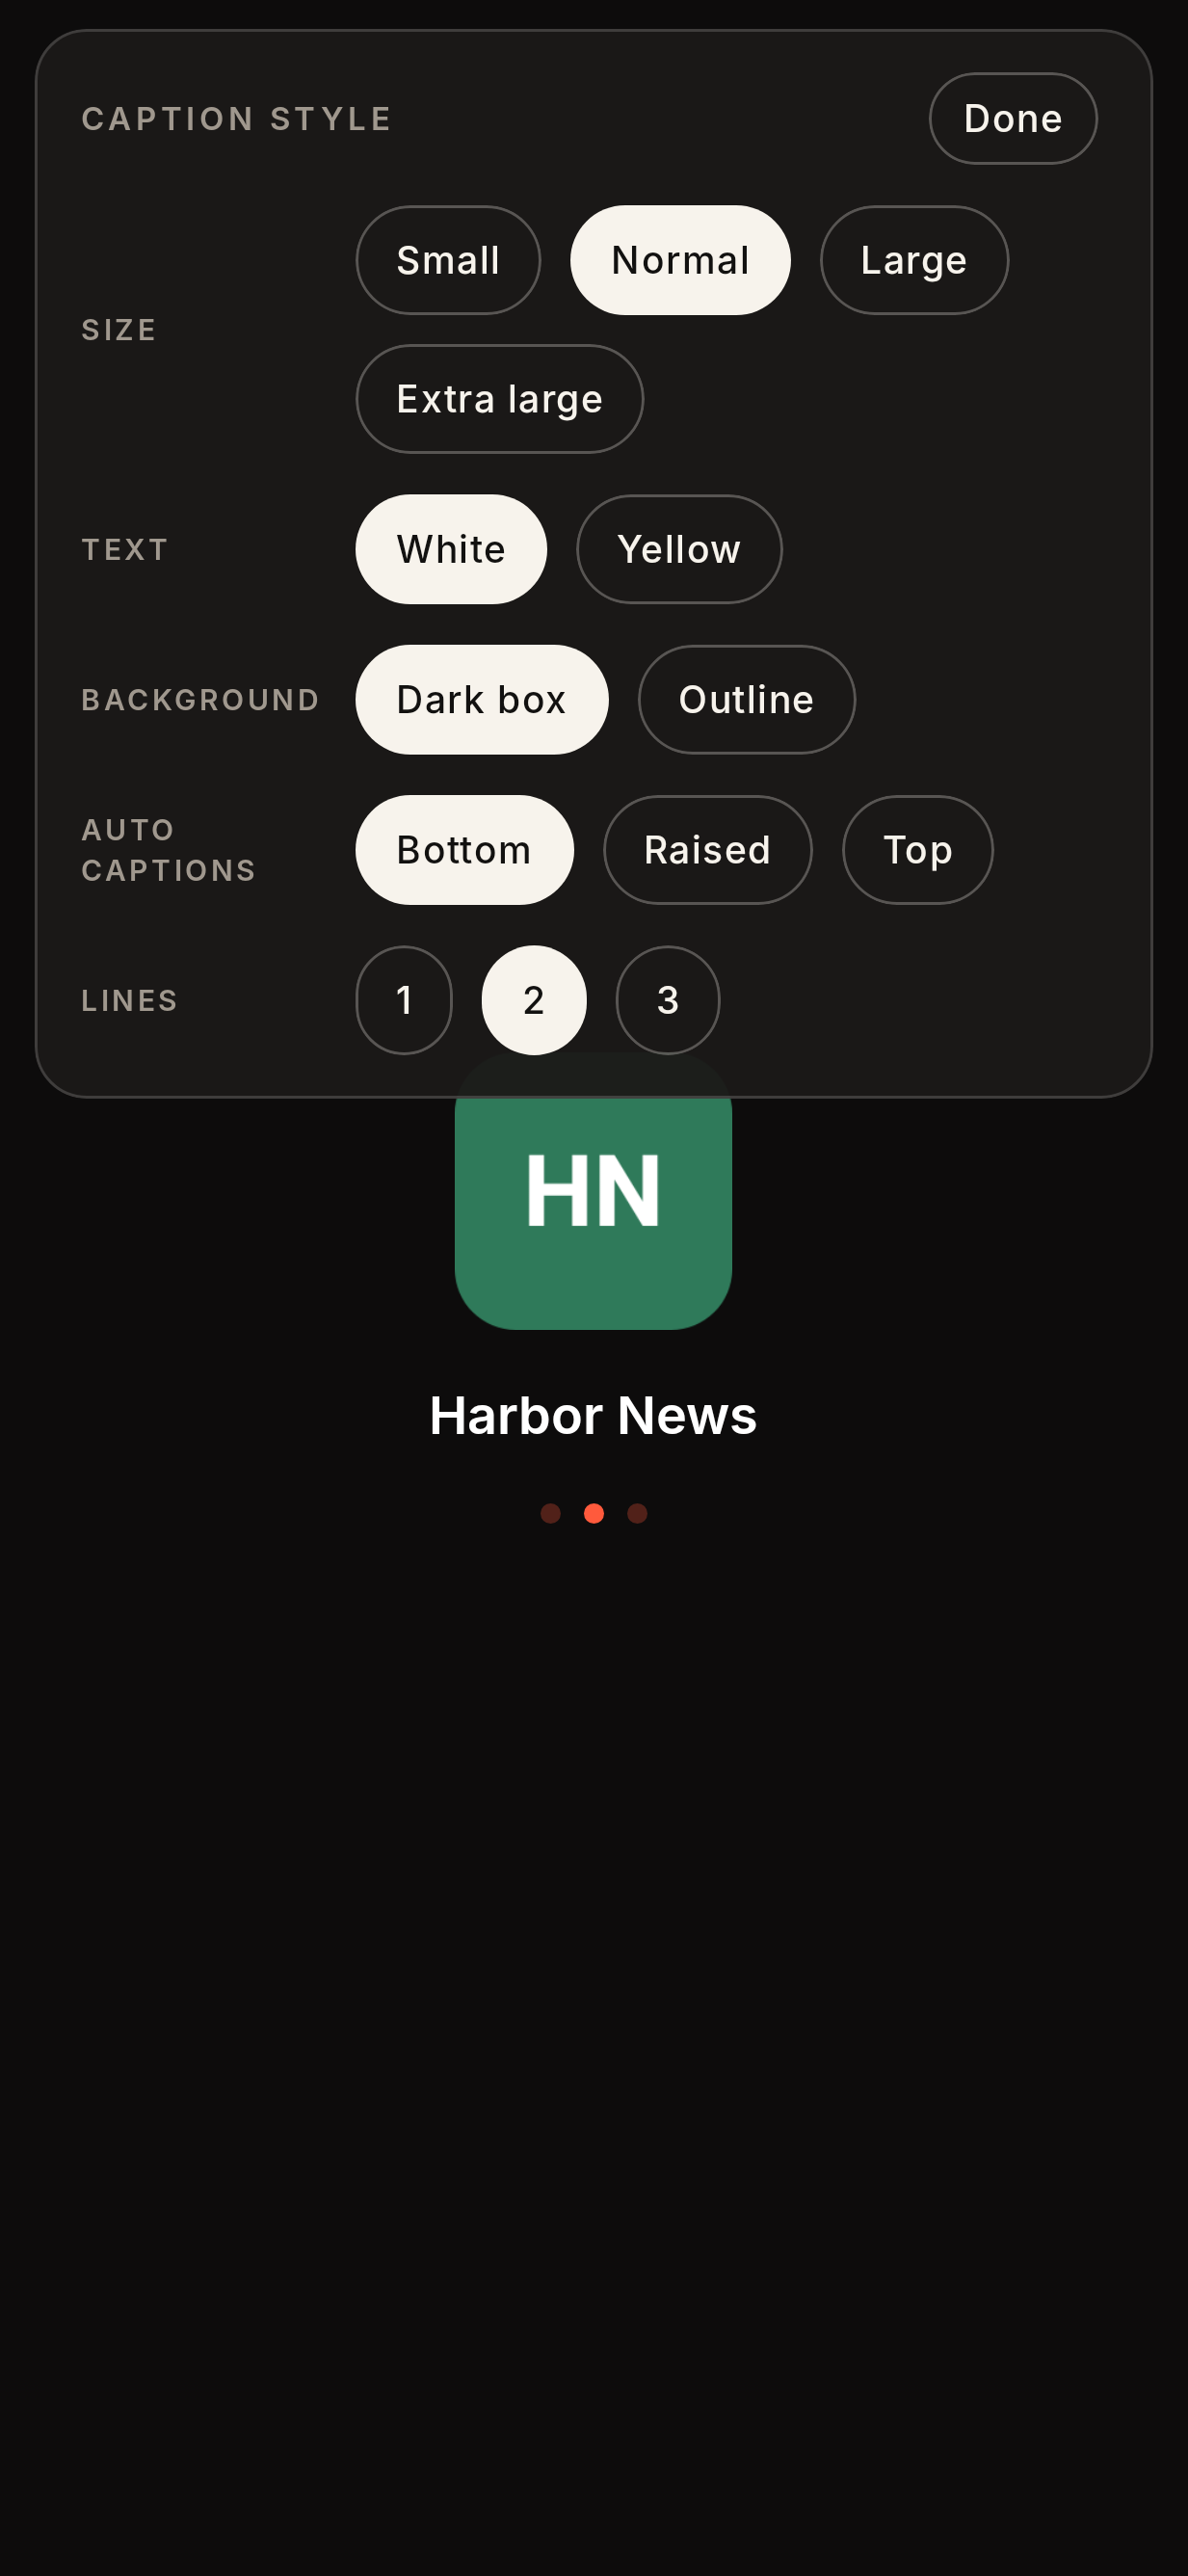 CAPTION STYLE
Done
SIZE
Small
Normal
Large
Extra large
TEXT
White
Yellow
BACKGROUND
Dark box
Outline
AUTO
CAPTIONS
Bottom
Raised
Top
LINES
1
2
3
HN
Harbor News